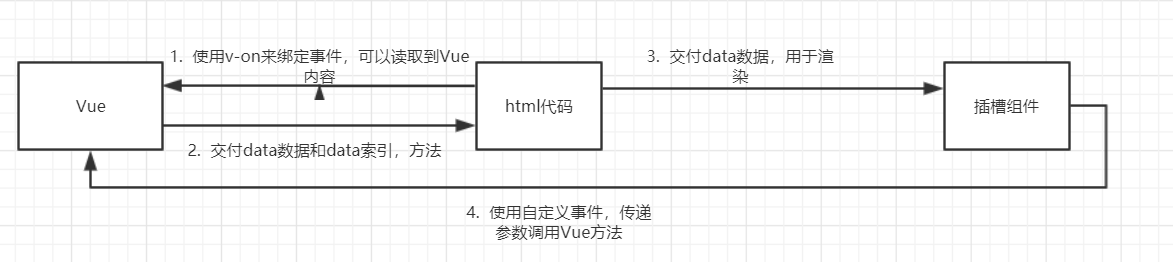 1. 使用v-on来绑定事件，可以读取到Vue
内容
3. 交付data数据，用于渲
染
Vue
html代码
插槽组件
2. 交付data数据和data索引，方法
4. 使用自定义事件，传递
参数调用Vue方法